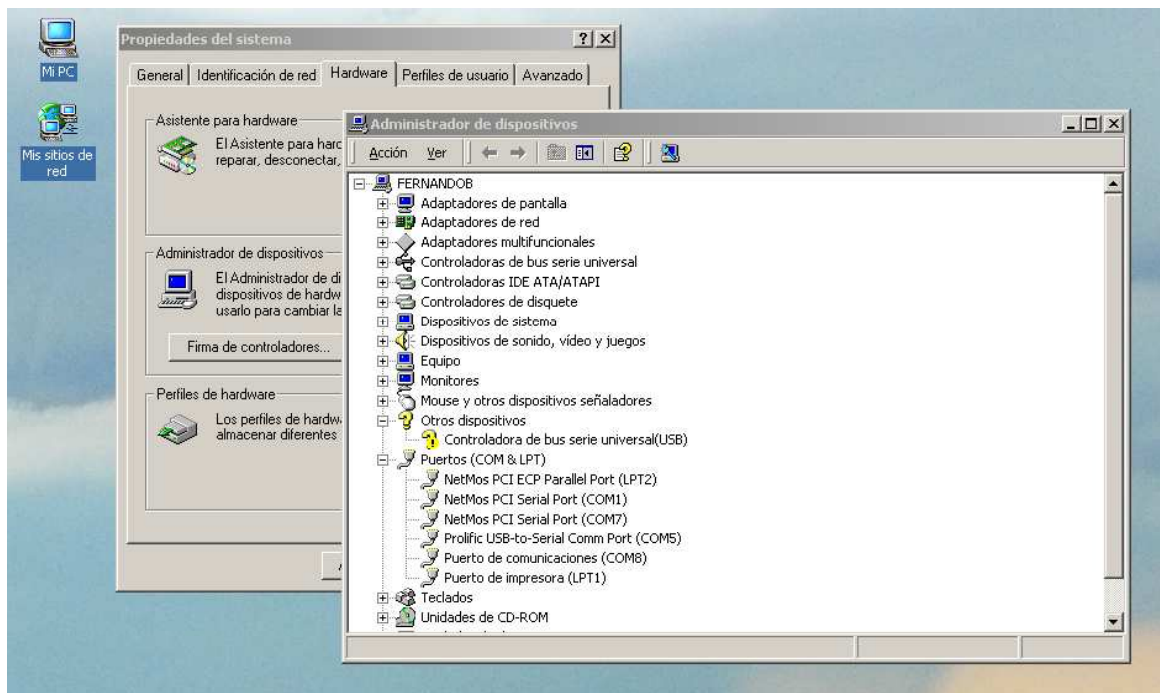 Mi PC
Mis sitios de
red
Propiedades del sistema
General
Identificación de red
Hardware
Perfiles de usuario
Avanzado
Asistente para hardware
El Asistente para hard
reparar, desconectar,
Administrador de dispositivos
El Administrador de di
dispositivos de hardw
usarlo para cambiar la
Firma de controladores...
Perfiles de hardware
Los perfiles de hardwa
almacenar diferentes
Administrador de dispositivos
Acción Ver
FERNANDOB
Adaptadores de pantalla
Adaptadores de red
Adaptadores multifuncionales
Controladoras de bus serie universal
Controladoras IDE ATA/ATAPI
Controladores de disquete
Dispositivos de sistema
Dispositivos de sonido, vídeo y juegos
Equipo
Monitores
Mouse y otros dispositivos señaladores
Otros dispositivos
Controladora de bus serie universal(USB)
Puertos (COM & LPT)
NetMos PCI ECP Parallel Port (LPT2)
NetMos PCI Serial Port (COM1)
NetMos PCI Serial Port (COM7)
Prolific USB-to-Serial Comm Port (COM5)
Puerto de comunicaciones (COM8)
Puerto de impresora (LPT1)
Teclados
Unidades de CD-ROM